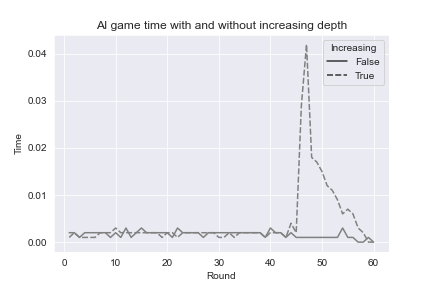 AI game time with and without increasing depth
Increasing
False
True
0.04
0.03
0.02
0.01
0.00
Time
0 10 20 30 40 50 60
Round